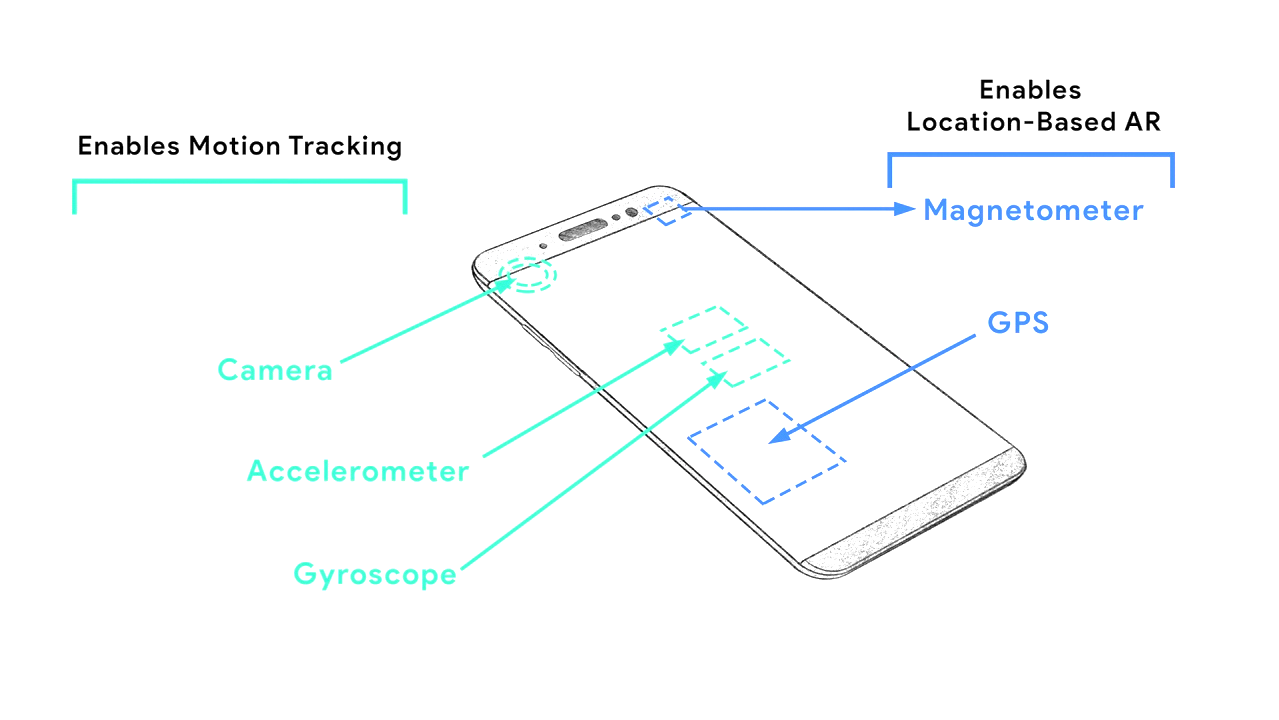 Enables Motion Tracking
Camera
Accelerometer
Gyroscope
Enables
Location-Based AR
Magnetometer
GPS